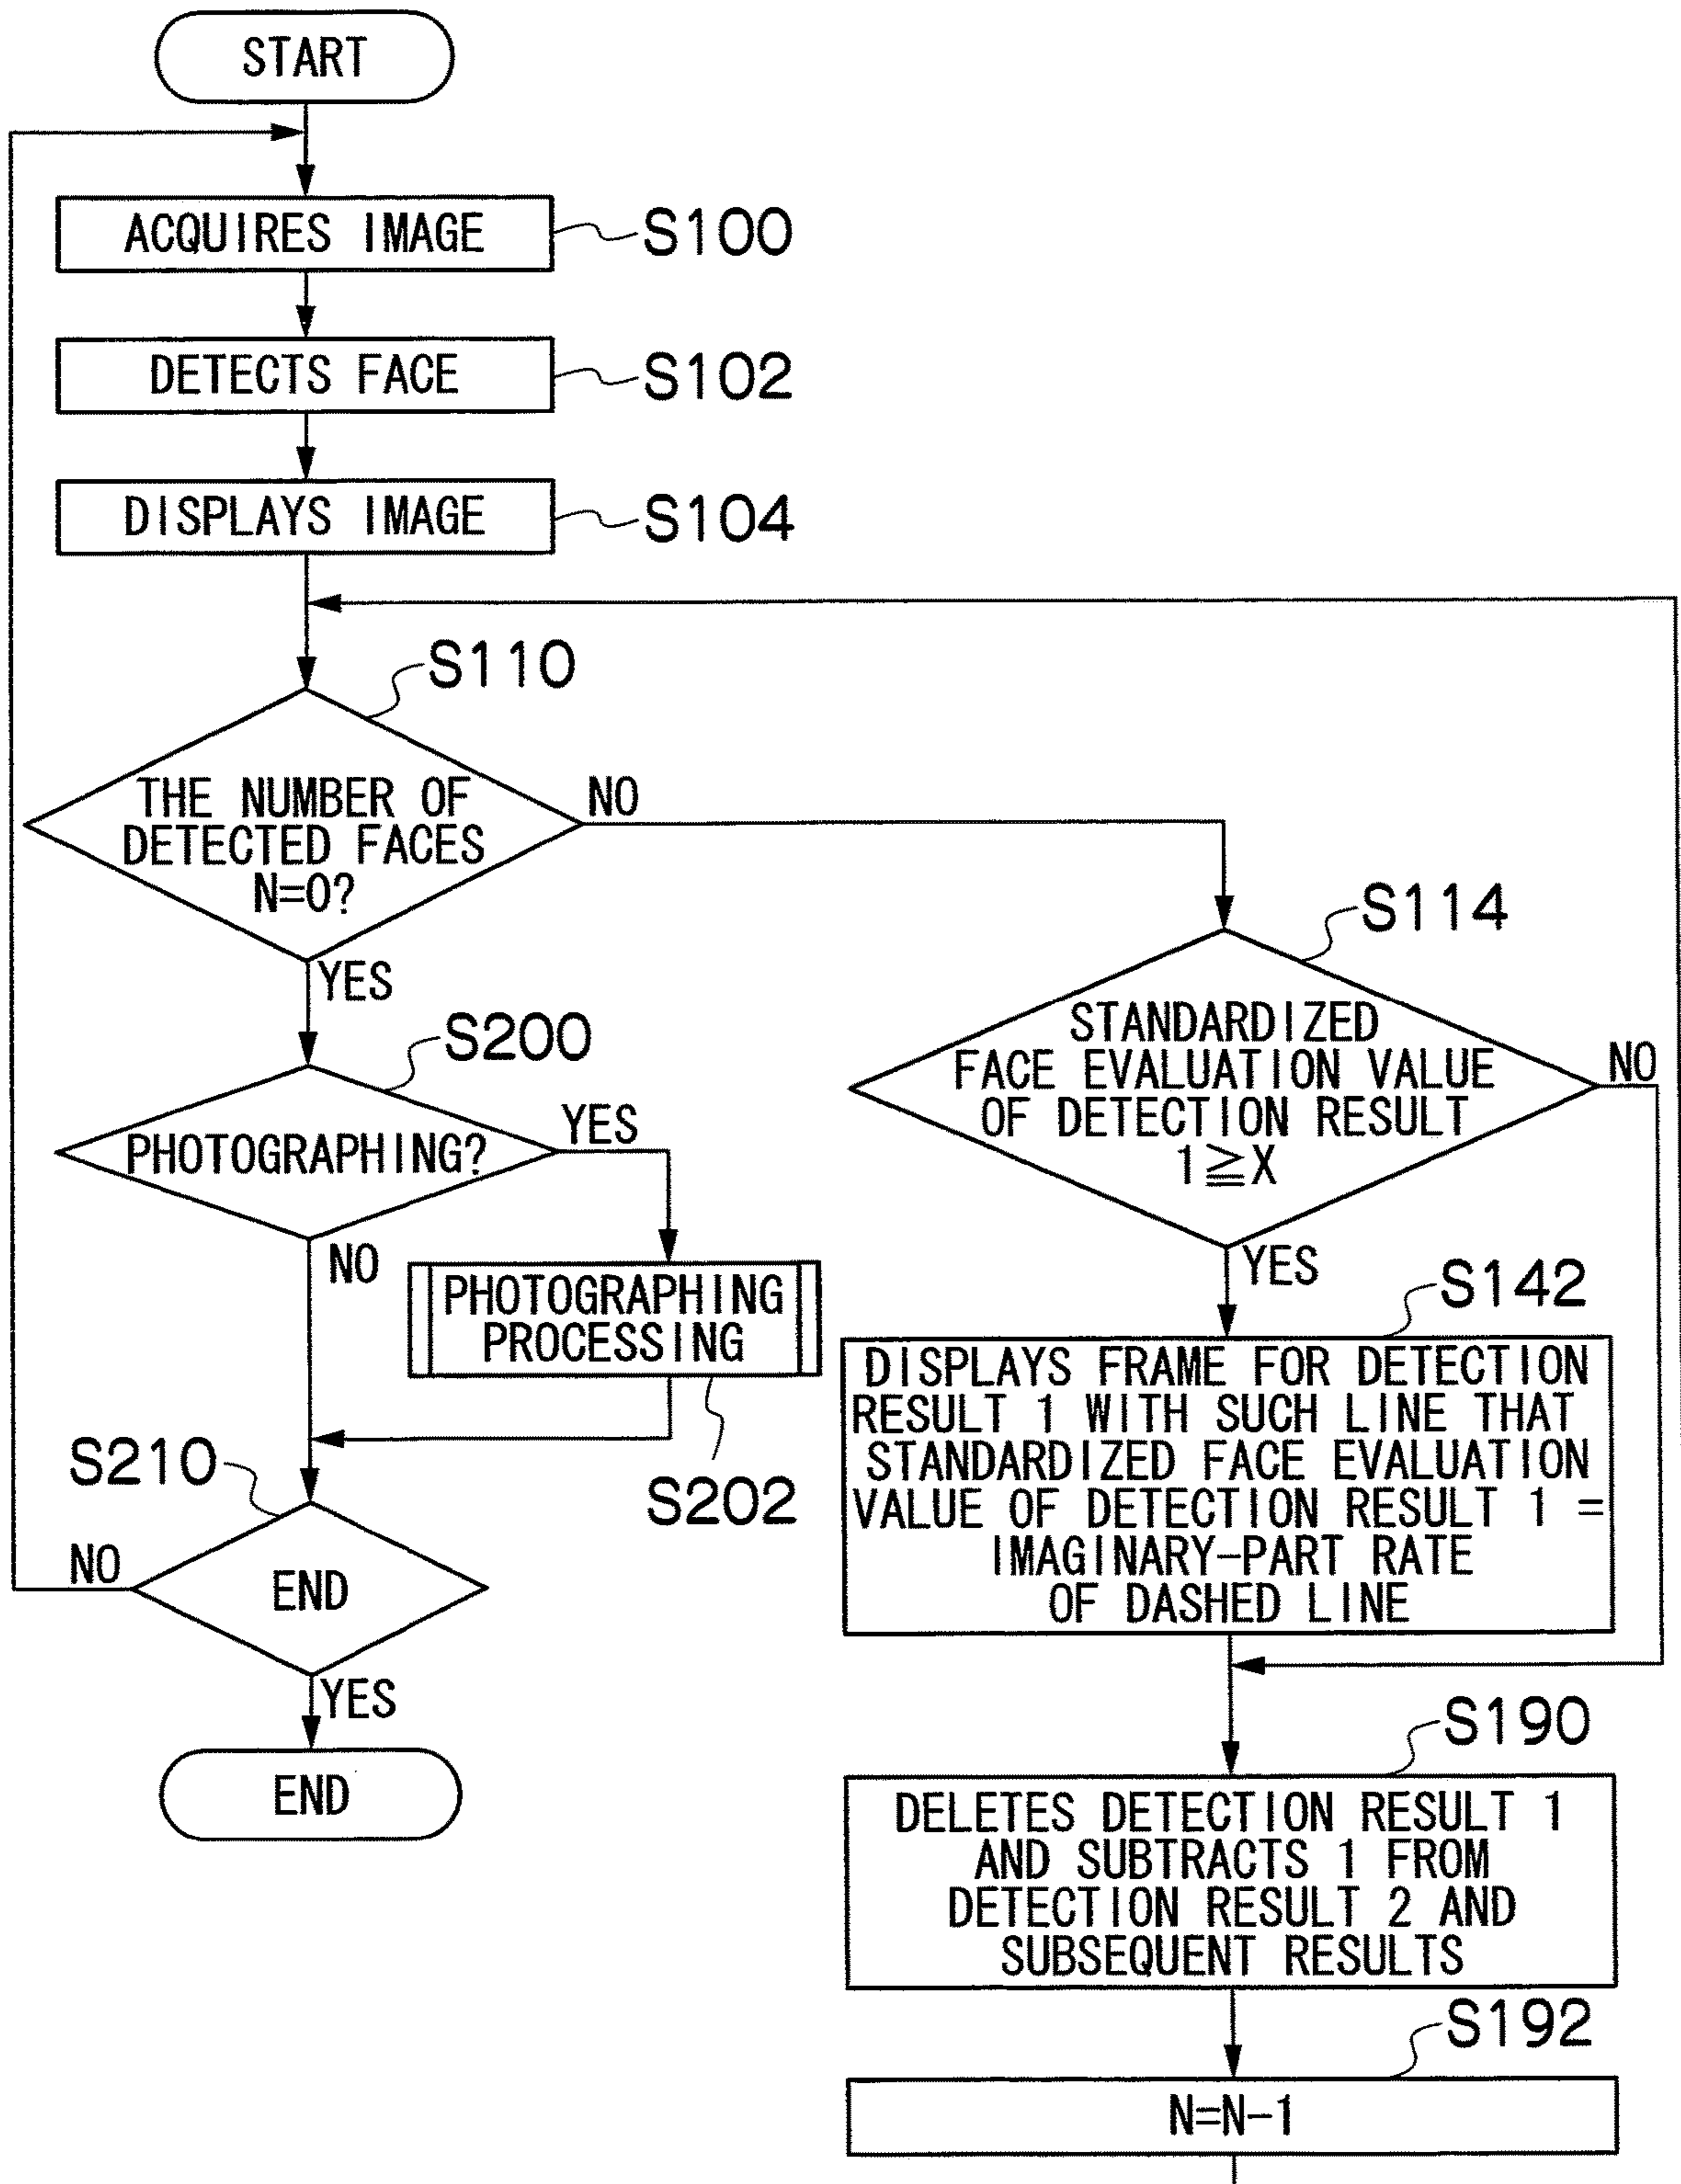 START
ACQUIRES IMAGE
S100
DETECTS FACE
S102
DISPLAYS IMAGE
S104
S110
THE NUMBER OF
DETECTED FACES
N=0?
NO
YES
S114
STANDARDIZED
FACE EVALUATION VALUE
OF DETECTION RESULT
1≧X
NO
YES
S200
PHOTOGRAPHING?
YES
NO
PHOTOGRAPHING
PROCESSING
S202
S142
DISPLAYS FRAME FOR DETECTION
RESULT 1 WITH SUCH LINE THAT
STANDARDIZED FACE EVALUATION
VALUE OF DETECTION RESULT 1 =
IMAGINARY-PART RATE
OF DASHED LINE
S210
END
NO
YES
END
S190
DELETES DETECTION RESULT 1
AND SUBTRACTS 1 FROM
DETECTION RESULT 2 AND
SUBSEQUENT RESULTS
S192
N=N-1